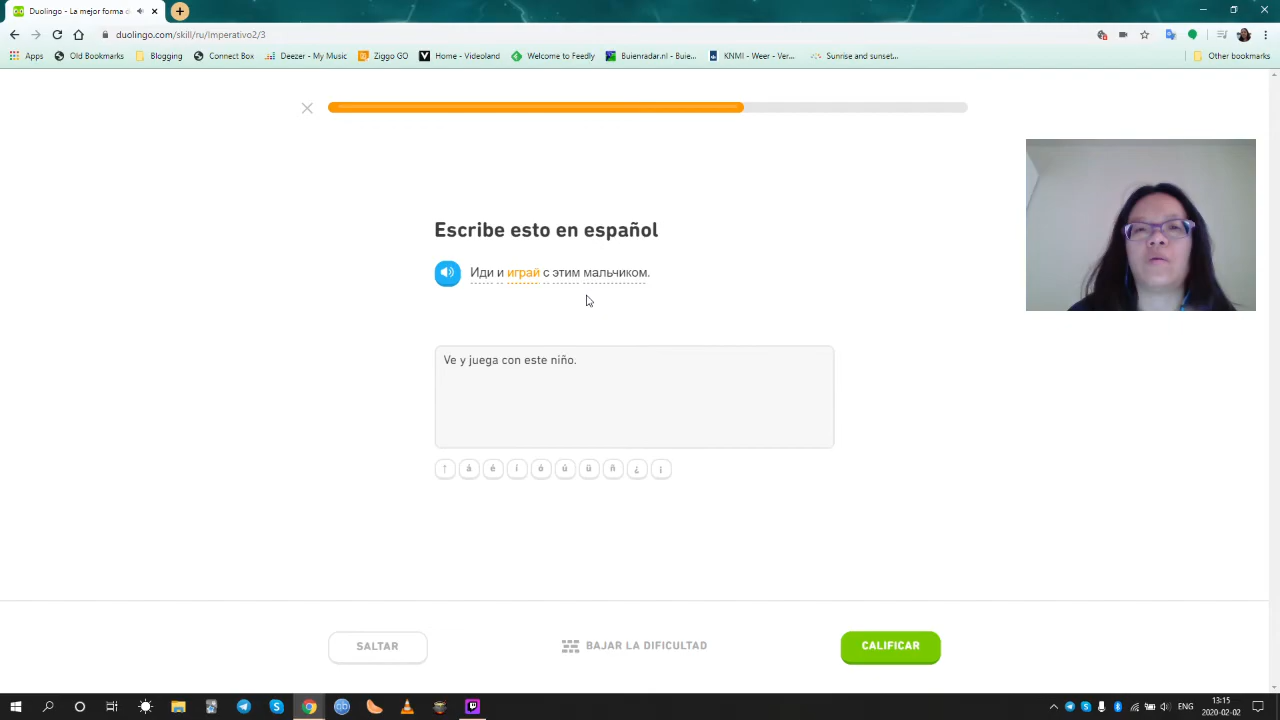 Duolingo - La mejor forma d
duolingo.com/skill/ru/Imperativo2/3
Apps
Old Bookmarks
Blogging
Connect Box
Deezer - My Music
Ziggo GO
Home - Videoland
Welcome to Feedly
Buienradar.nl - Buie...
KNMI - Weer - Ver...
Sunrise and sunset...
Other bookmarks
Escribe esto en español
Иди и играй с этим мальчиком.
Ve y juega con este niño.
↑ á é í ó ú ü ñ ¿ ¡
SALTAR
BAJAR LA DIFICULTAD
CALIFICAR
ENG
13:15
2020-02-02